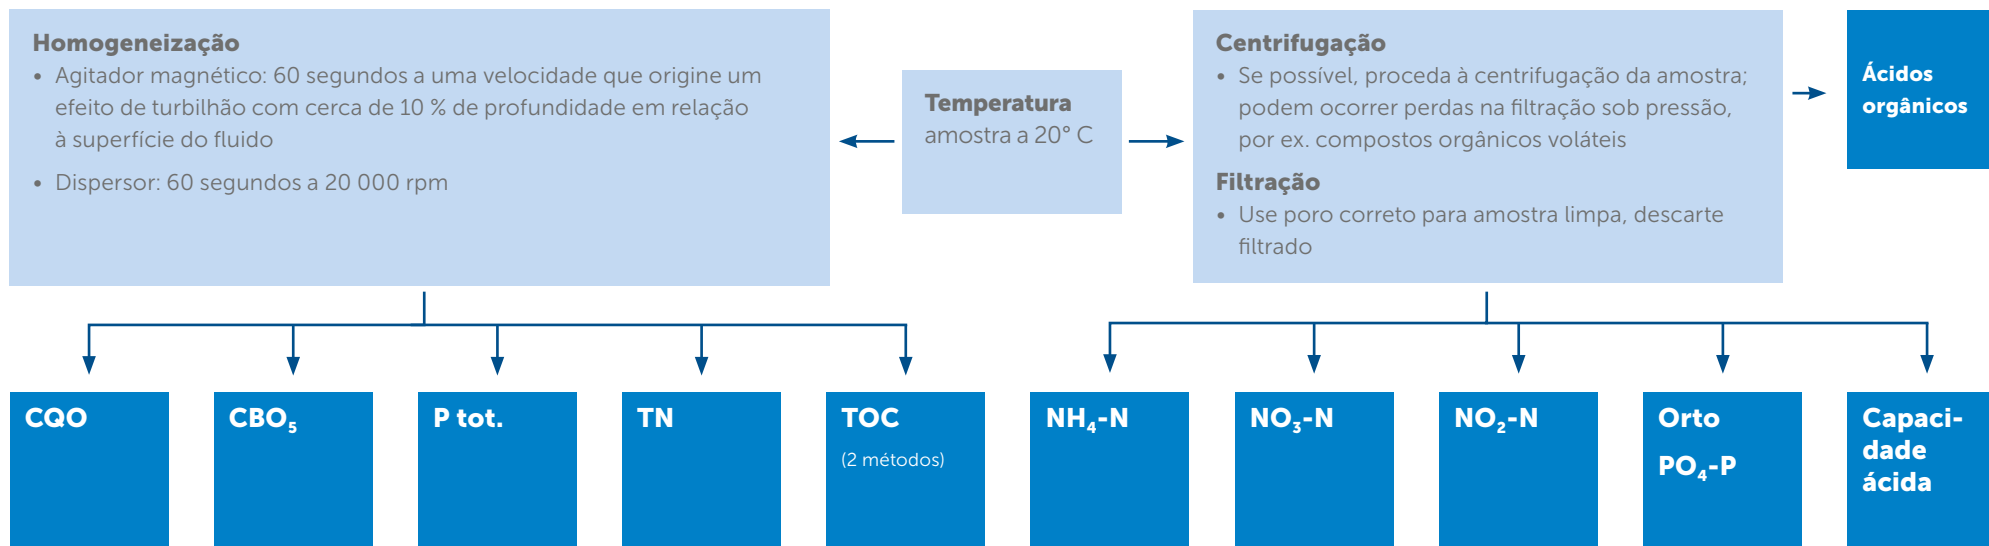 Homogeneização
• Agitador magnético: 60 segundos a uma velocidade que origine um
efeito de turbilhão com cerca de 10 % de profundidade em relação
à superfície do fluido
• Dispersor: 60 segundos a 20 000 rpm
Temperatura
amostra a 20° C
Centrifugação
• Se possível, proceda à centrifugação da amostra;
podem ocorrer perdas na filtração sob pressão,
por ex. compostos orgânicos voláteis
Filtração
• Use poro correto para amostra limpa, descarte
filtrado
Ácidos
orgânicos
CQO
CBO₅
P tot.
TN
TOC
(2 métodos)
NH₄-N
NO₃-N
NO₂-N
Orto
PO₄-P
Capaci-
dade
ácida